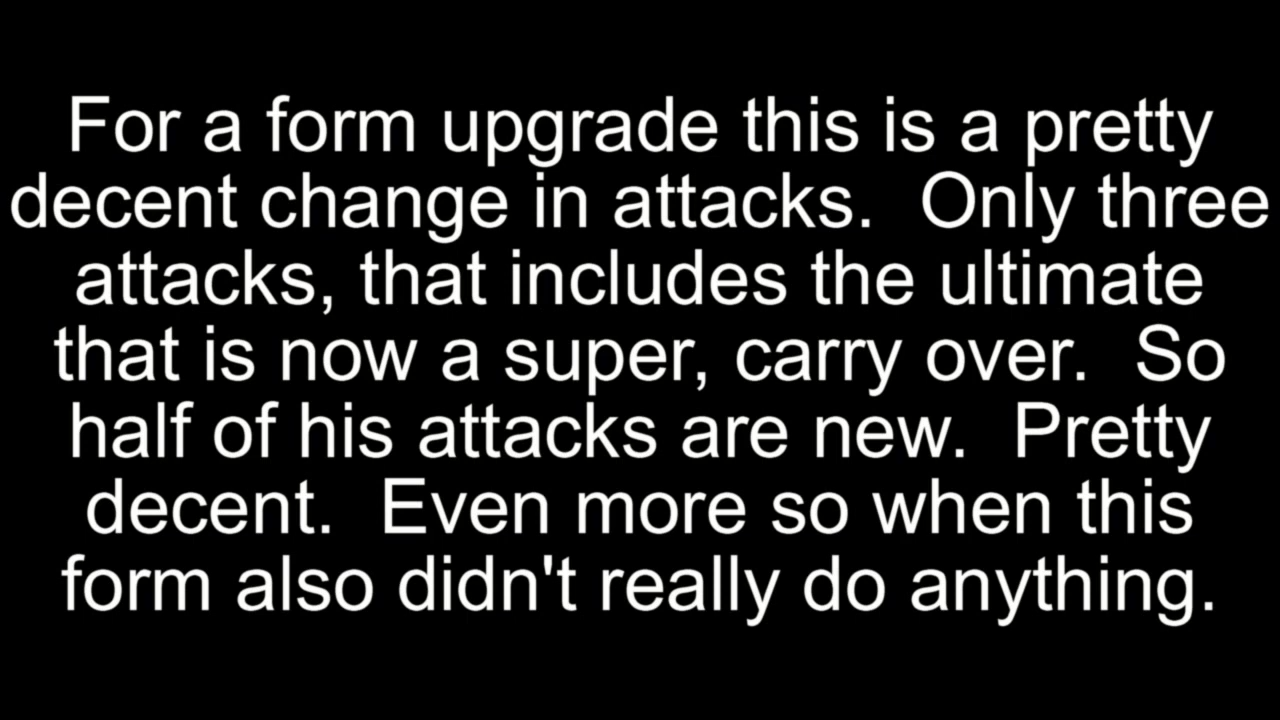 For a form upgrade this is a pretty
decent change in attacks.  Only three
attacks, that includes the ultimate
that is now a super, carry over.  So
half of his attacks are new.  Pretty
decent.  Even more so when this
form also didn't really do anything.